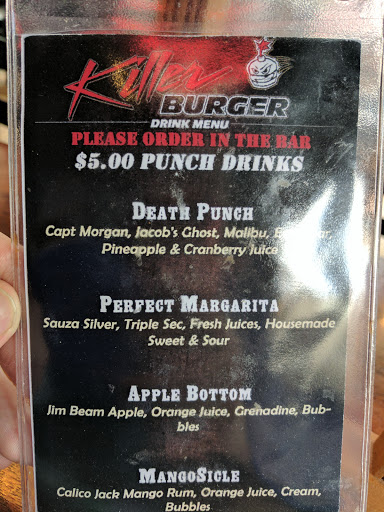 Killer
BURGER
DRINK MENU
PLEASE ORDER IN THE BAR
$5.00 PUNCH DRINKS
DEATH PUNCH
Capt Morgan, Jacob's Ghost, Malibu,
Pineapple & Cranberry Juice
PERFECT MARGARITA
Sauza Silver, Triple Sec, Fresh Juices, Housemade
Sweet & Sour
APPLE BOTTOM
Jim Beam Apple, Orange Juice, Grenadine, Bub-
bles
MANGOSICLE
Calico Jack Mango Rum, Orange Juice, Cream,
Bubbles